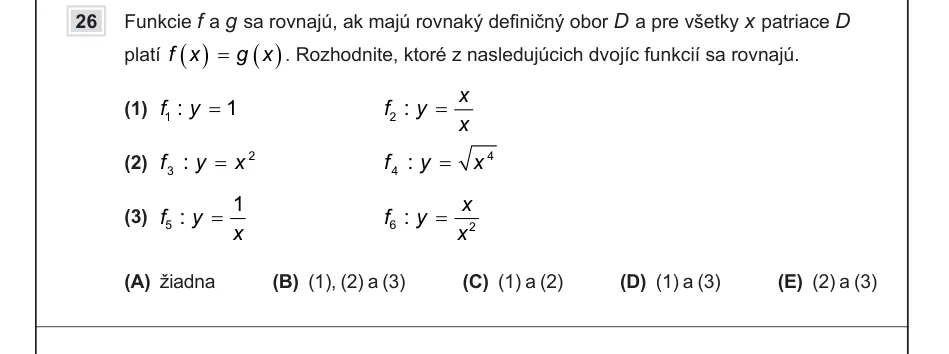 26 Funkcie f a g sa rovnajú, ak majú rovnaký definičný obor D a pre všetky x patriace D
platí f(x) = g(x). Rozhodnite, ktoré z nasledujúcich dvojíc funkcií sa rovnajú.
(1) f₁ : y = 1 f₂ : y = x/x
(2) f₃ : y = x² f₄ : y = √x⁴
(3) f₅ : y = 1/x f₆ : y = x/x²
(A) žiadna (B) (1), (2) a (3) (C) (1) a (2) (D) (1) a (3) (E) (2) a (3)